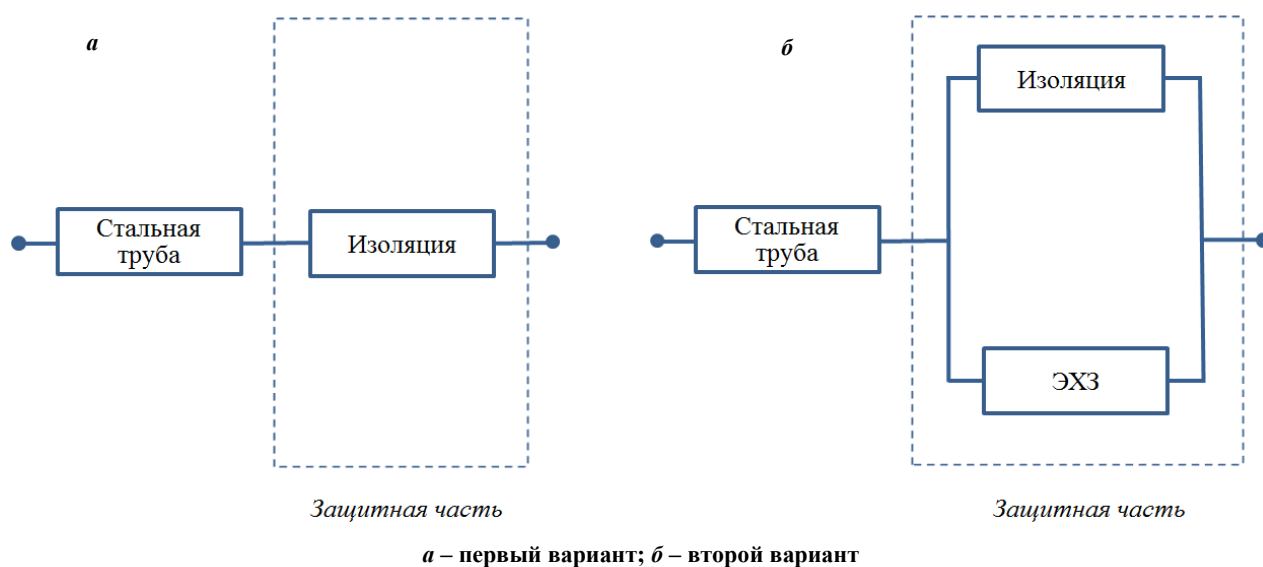 а
Стальная
труба
Изоляция
Защитная часть
б
Стальная
труба
Изоляция
ЭХЗ
Защитная часть
а – первый вариант; б – второй вариант